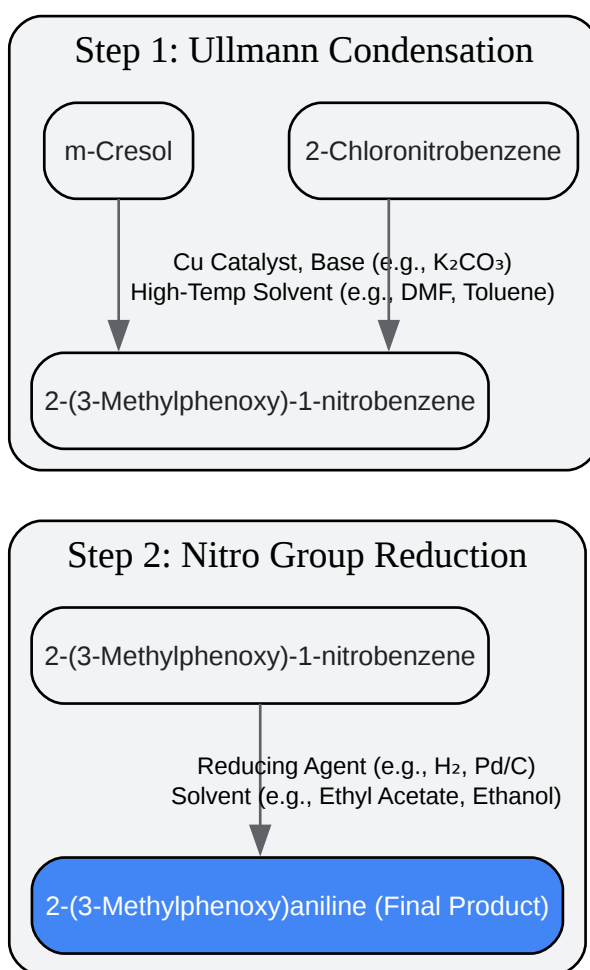 Step 1: Ullmann Condensation
m-Cresol
2-Chloronitrobenzene
Cu Catalyst, Base (e.g., K₂CO₃)
High-Temp Solvent (e.g., DMF, Toluene)
2-(3-Methylphenoxy)-1-nitrobenzene
Step 2: Nitro Group Reduction
2-(3-Methylphenoxy)-1-nitrobenzene
Reducing Agent (e.g., H₂, Pd/C)
Solvent (e.g., Ethyl Acetate, Ethanol)
2-(3-Methylphenoxy)aniline (Final Product)